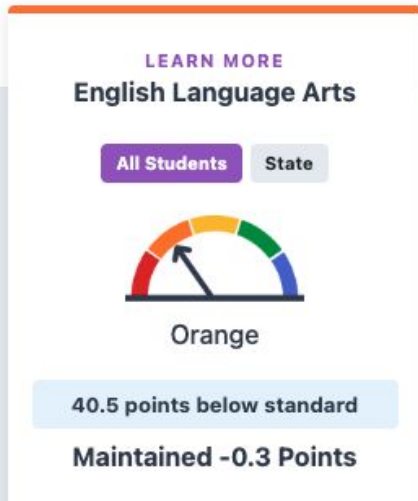 LEARN MORE
English Language Arts
All Students State
Orange
40.5 points below standard
Maintained -0.3 Points